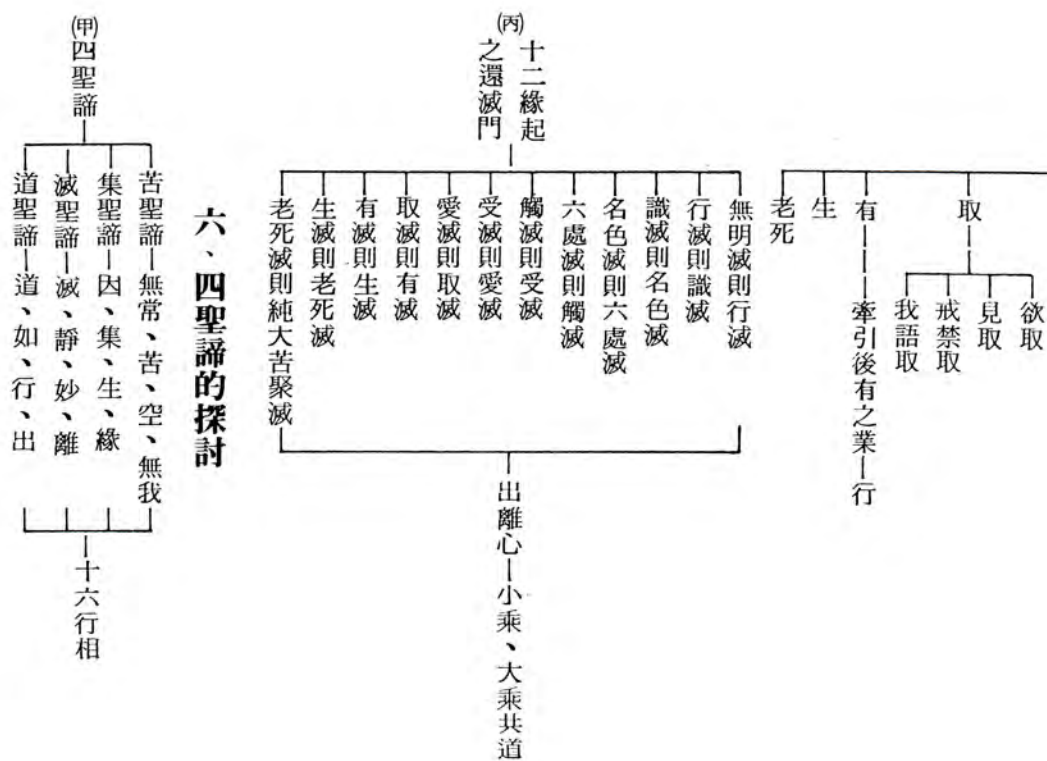 取
欲取
見取
戒禁取
我語取
有——牽引後有之業—行
生
老死
㈥十二緣起之還滅門
無明滅則行滅
行滅則識滅
識滅則名色滅
名色滅則六處滅
六處滅則觸滅
觸滅則受滅
受滅則愛滅
愛滅則取滅
取滅則有滅
有滅則生滅
生滅則老死滅
老死滅則純大苦聚滅
出離心—小乘、大乘共道
六、四聖諦的探討
(甲)四聖諦
苦聖諦—無常、苦、空、無我
集聖諦—因、集、生、緣
滅聖諦—滅、靜、妙、離
道聖諦—道、如、行、出
十六行相